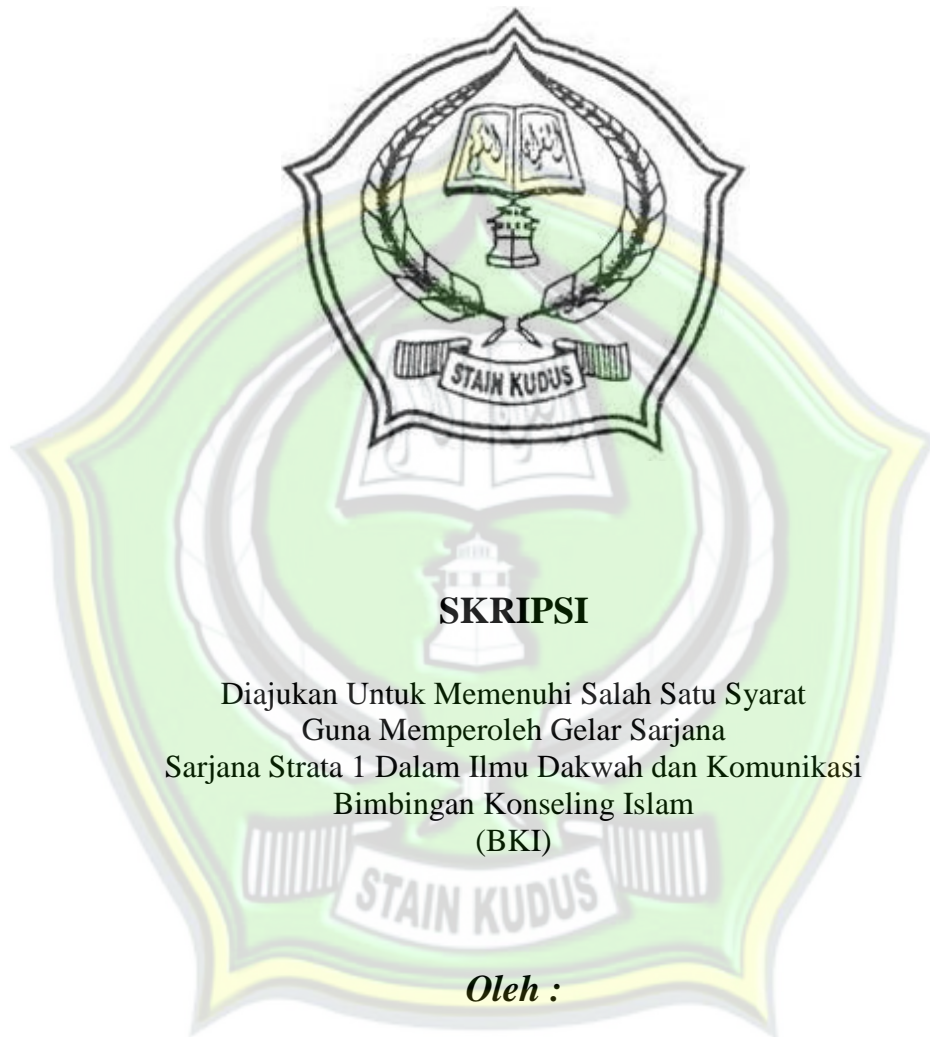 STAIN KUDUS
SKRIPSI
Diajukan Untuk Memenuhi Salah Satu Syarat
Guna Memperoleh Gelar Sarjana
Sarjana Strata 1 Dalam Ilmu Dakwah dan Komunikasi
Bimbingan Konseling Islam
(BKI)
STAIN KUDUS
Oleh :